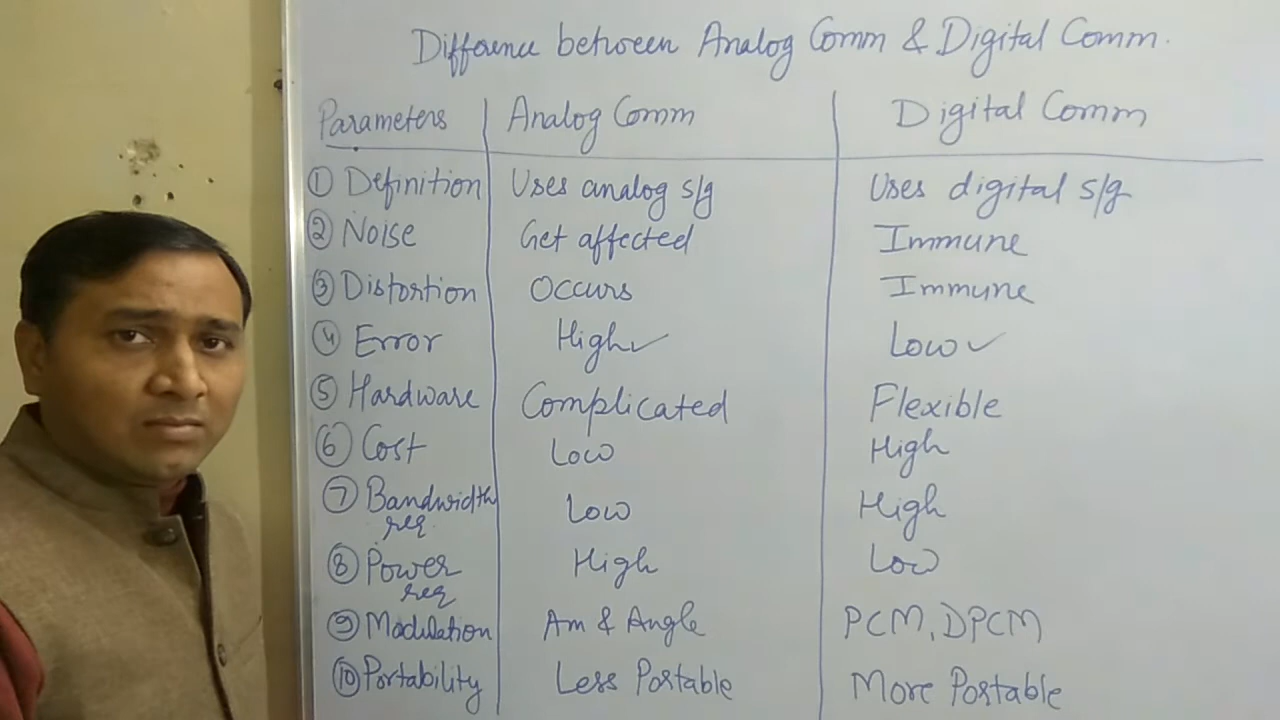 Difference between Analog Comm & Digital Comm.
Parameters Analog Comm Digital Comm
① Definition Uses analog s/g Uses digital s/g
② Noise Get affected Immune
③ Distortion Occurs Immune
④ Error High ✓ Low ✓
⑤ Hardware Complicated Flexible
⑥ Cost Low High
⑦ Bandwidth Low High
req.
⑧ Power High Low
req
⑨ Modulation Am & Angle PCM, DPCM
⑩ Portability Less Portable More Portable